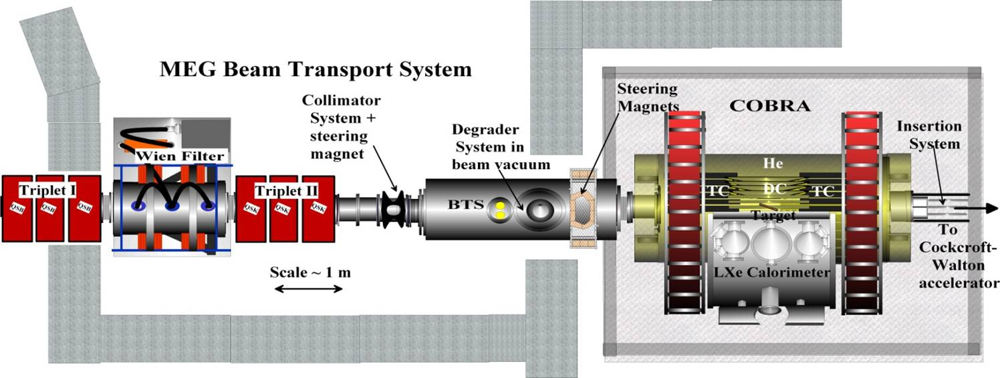 MEG Beam Transport System
Collimator
System +
steering
magnet
Degrader
System in
beam vacuum
Steering
Magnets
COBRA
Insertion
System
Wien Filter
Triplet I
QSB
QSB
QSB
Triplet II
QSK
QSK
QSK
BTS
He
TC
DC
TC
Target
LXe Calorimeter
To
Cockcroft-
Walton
accelerator
Scale ~ 1 m